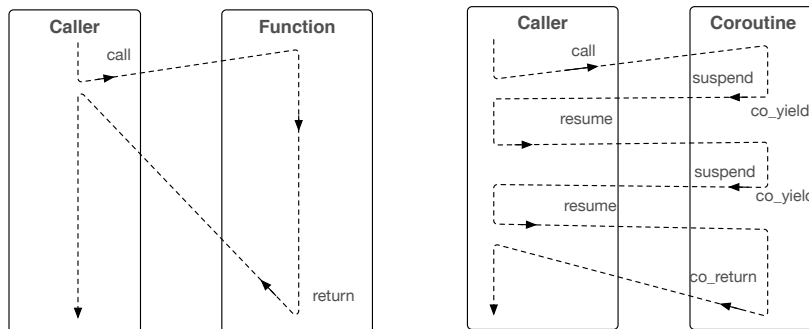 Caller
Function
call
return
Caller
Coroutine
call
suspend
co_yield
resume
suspend
co_yield
resume
co_return